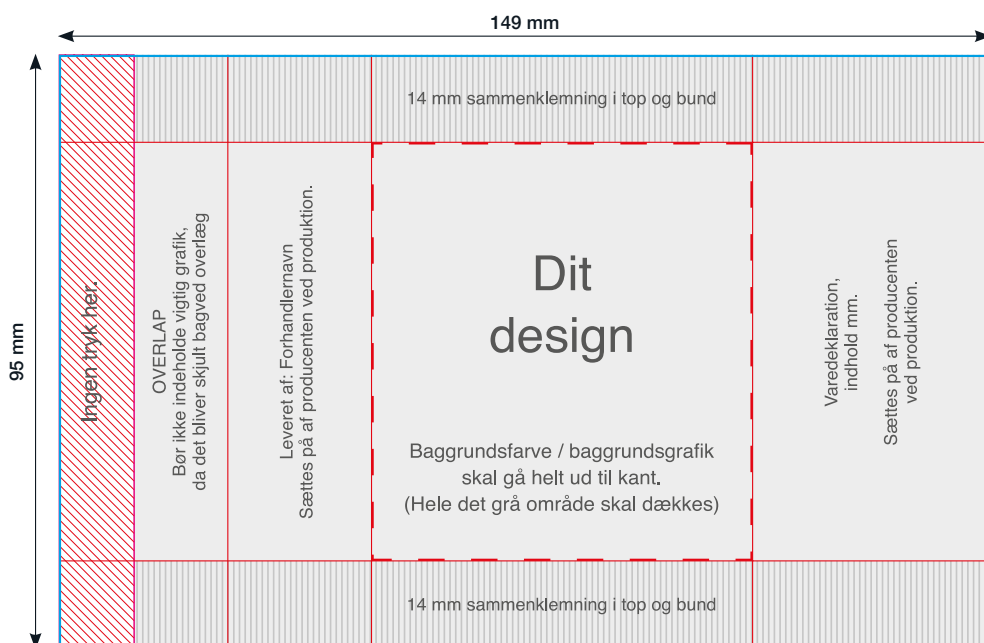 149 mm
14 mm sammenklemning i top og bund
95 mm
Ingen tryk her.
OVERLAP
Bør ikke indeholde vigtig grafik,
da det bliver skjult bagved overlæg
Leveret af: Forhandlernavn
Sættes på af producenten ved produktion.
Dit
design
Baggrundsfarve / baggrundsgrafik
skal gå helt ud til kant.
(Hele det grå område skal dækkes)
Varedeklaration,
indhold mm.
Sættes på af producenten
ved produktion.
14 mm sammenklemning i top og bund